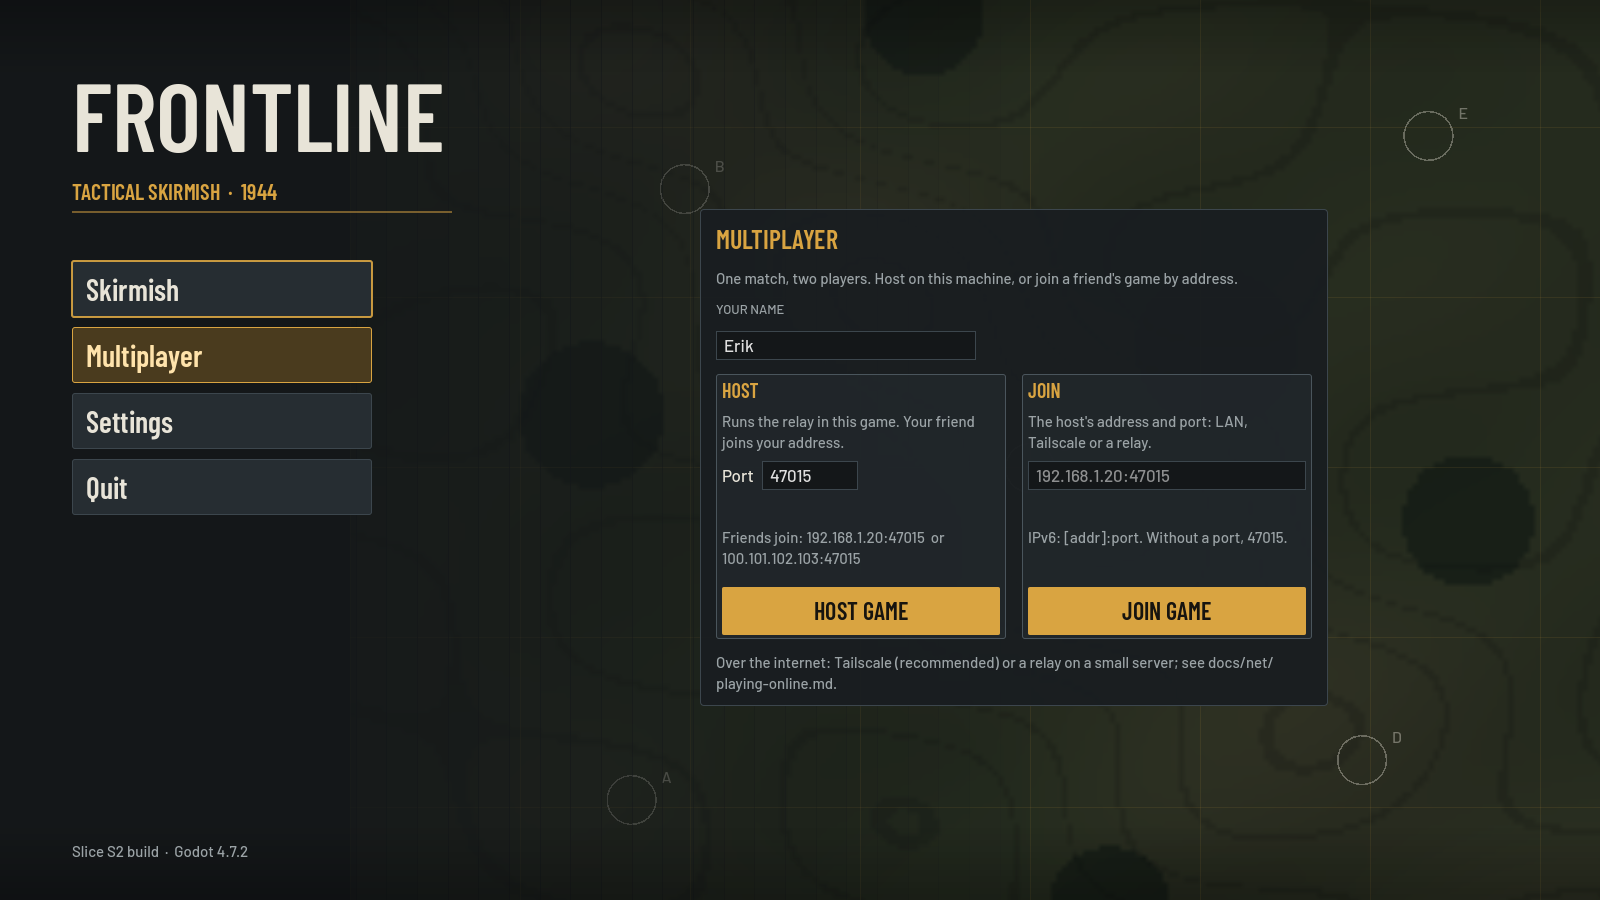 FRONTLINE
TACTICAL SKIRMISH · 1944
Skirmish
Multiplayer
Settings
Quit
Slice S2 build · Godot 4.7.2
B
E
MULTIPLAYER
One match, two players. Host on this machine, or join a friend's game by address.
YOUR NAME
Erik
HOST
Runs the relay in this game. Your friend
joins your address.
Port 47015
Friends join: 192.168.1.20:47015 or
100.101.102.103:47015
HOST GAME
JOIN
The host's address and port: LAN,
Tailscale or a relay.
192.168.1.20:47015
IPv6: [addr]:port. Without a port, 47015.
JOIN GAME
Over the internet: Tailscale (recommended) or a relay on a small server; see docs/net/
playing-online.md.
D
A